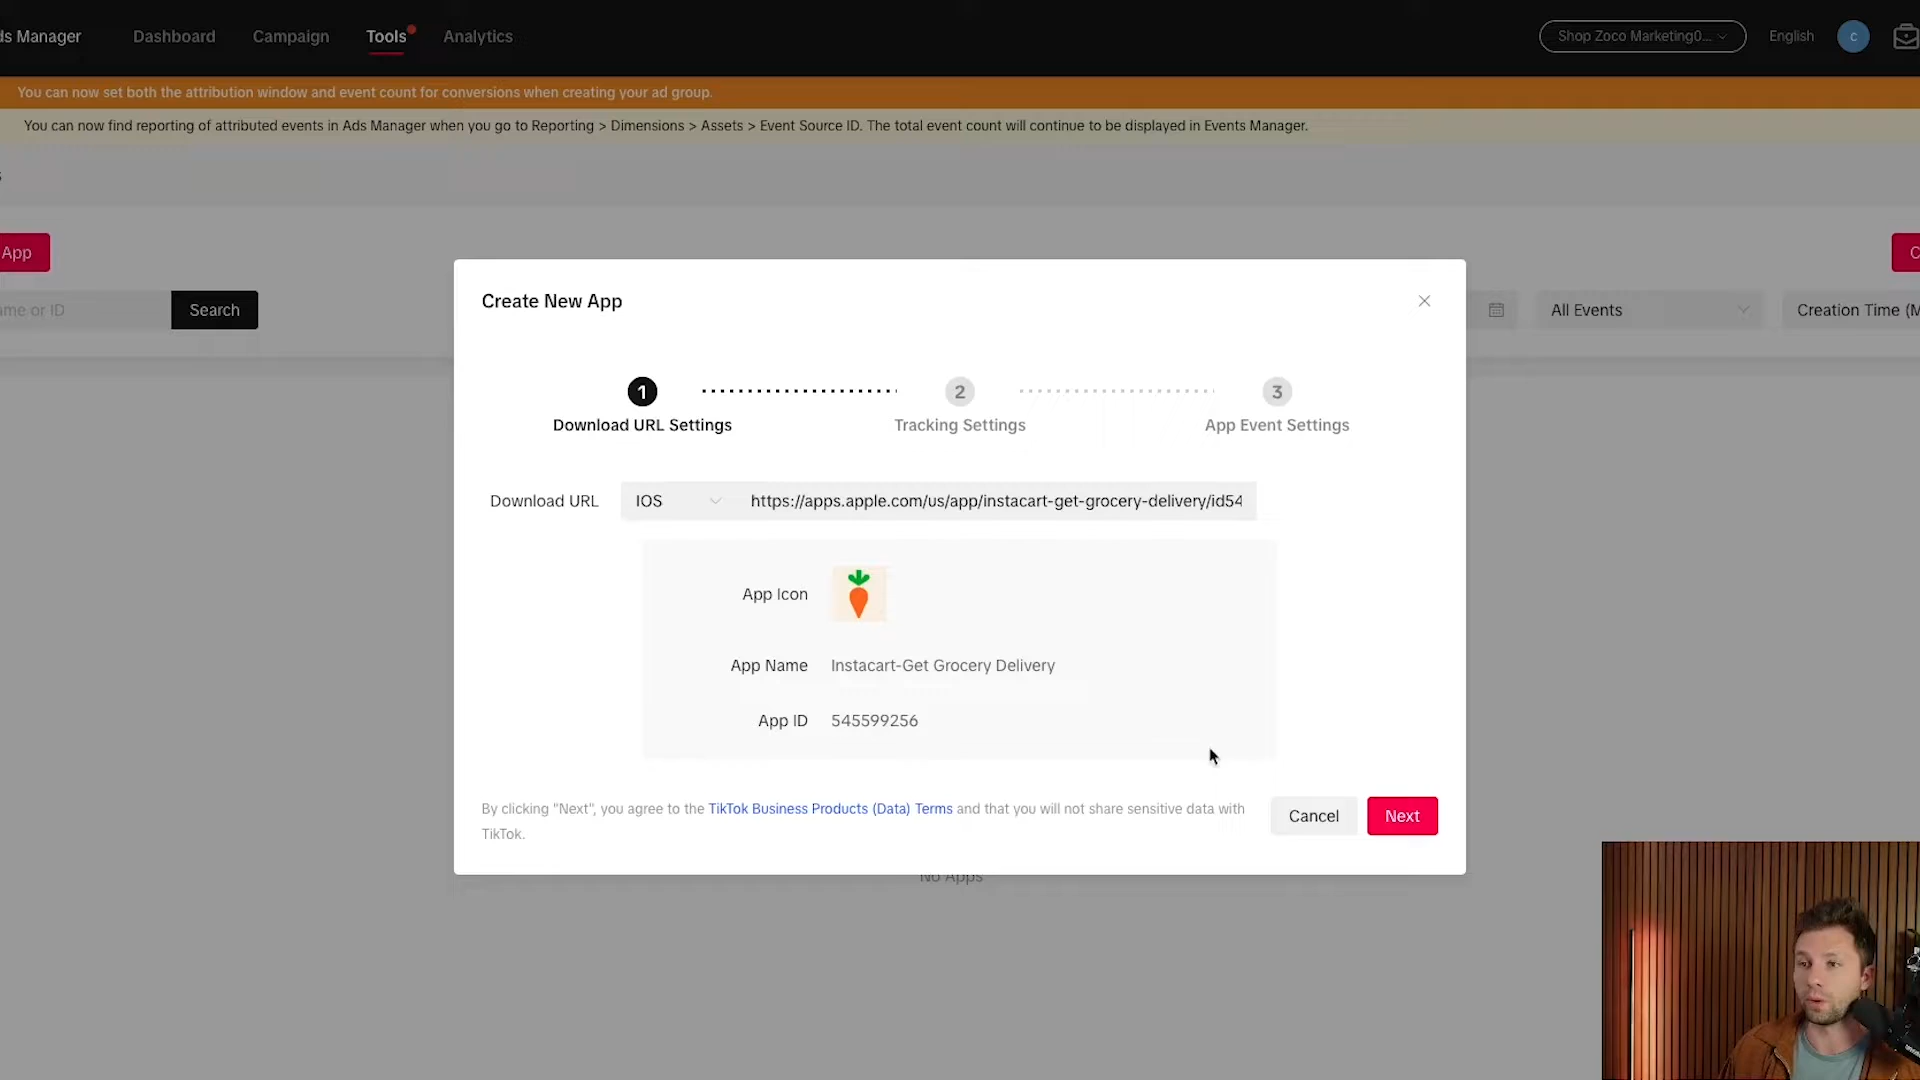 ds Manager
Dashboard
Campaign
Tools
Analytics
Shop Zoco Marketing0...
English
c
You can now set both the attribution window and event count for conversions when creating your ad group.
You can now find reporting of attributed events in Ads Manager when you go to Reporting > Dimensions > Assets > Event Source ID. The total event count will continue to be displayed in Events Manager.
s
App
C
ame or ID
Search
All Events
Creation Time (M
Create New App
1
2
3
Download URL Settings
Tracking Settings
App Event Settings
Download URL
IOS
https://apps.apple.com/us/app/instacart-get-grocery-delivery/id54
App Icon
App Name
Instacart-Get Grocery Delivery
App ID
545599256
By clicking "Next", you agree to the TikTok Business Products (Data) Terms and that you will not share sensitive data with
TikTok.
Cancel
Next
No Apps